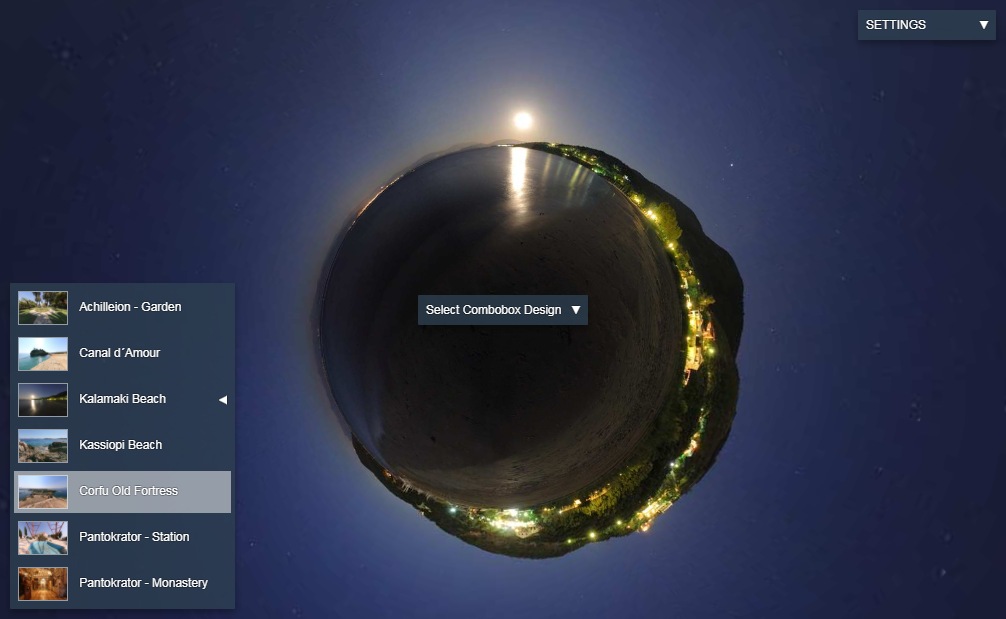 SETTINGS
Select Combobox Design
Achilleion - Garden
Canal d´Amour
Kalamaki Beach
Kassiopi Beach
Corfu Old Fortress
Pantokrator - Station
Pantokrator - Monastery